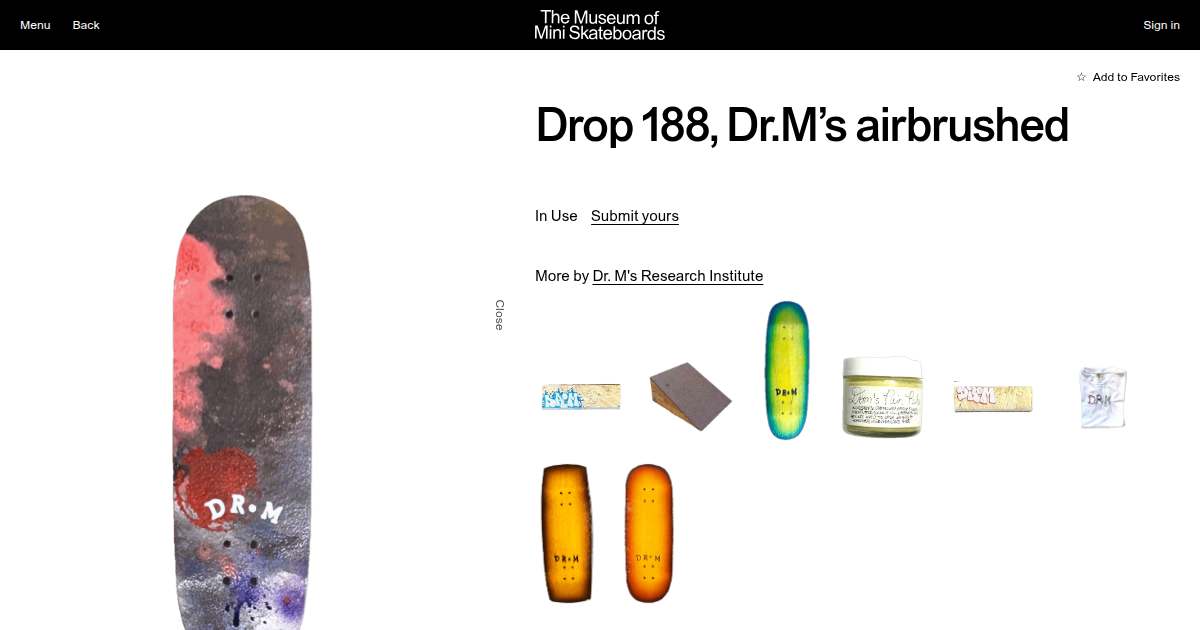 Menu
Back
The Museum of
Mini Skateboards
Sign in
☆ Add to Favorites
Drop 188, Dr.M’s airbrushed
In Use
Submit yours
More by Dr. M's Research Institute
Close
DR•M
DR•M
DRM
DR•M
DR•M